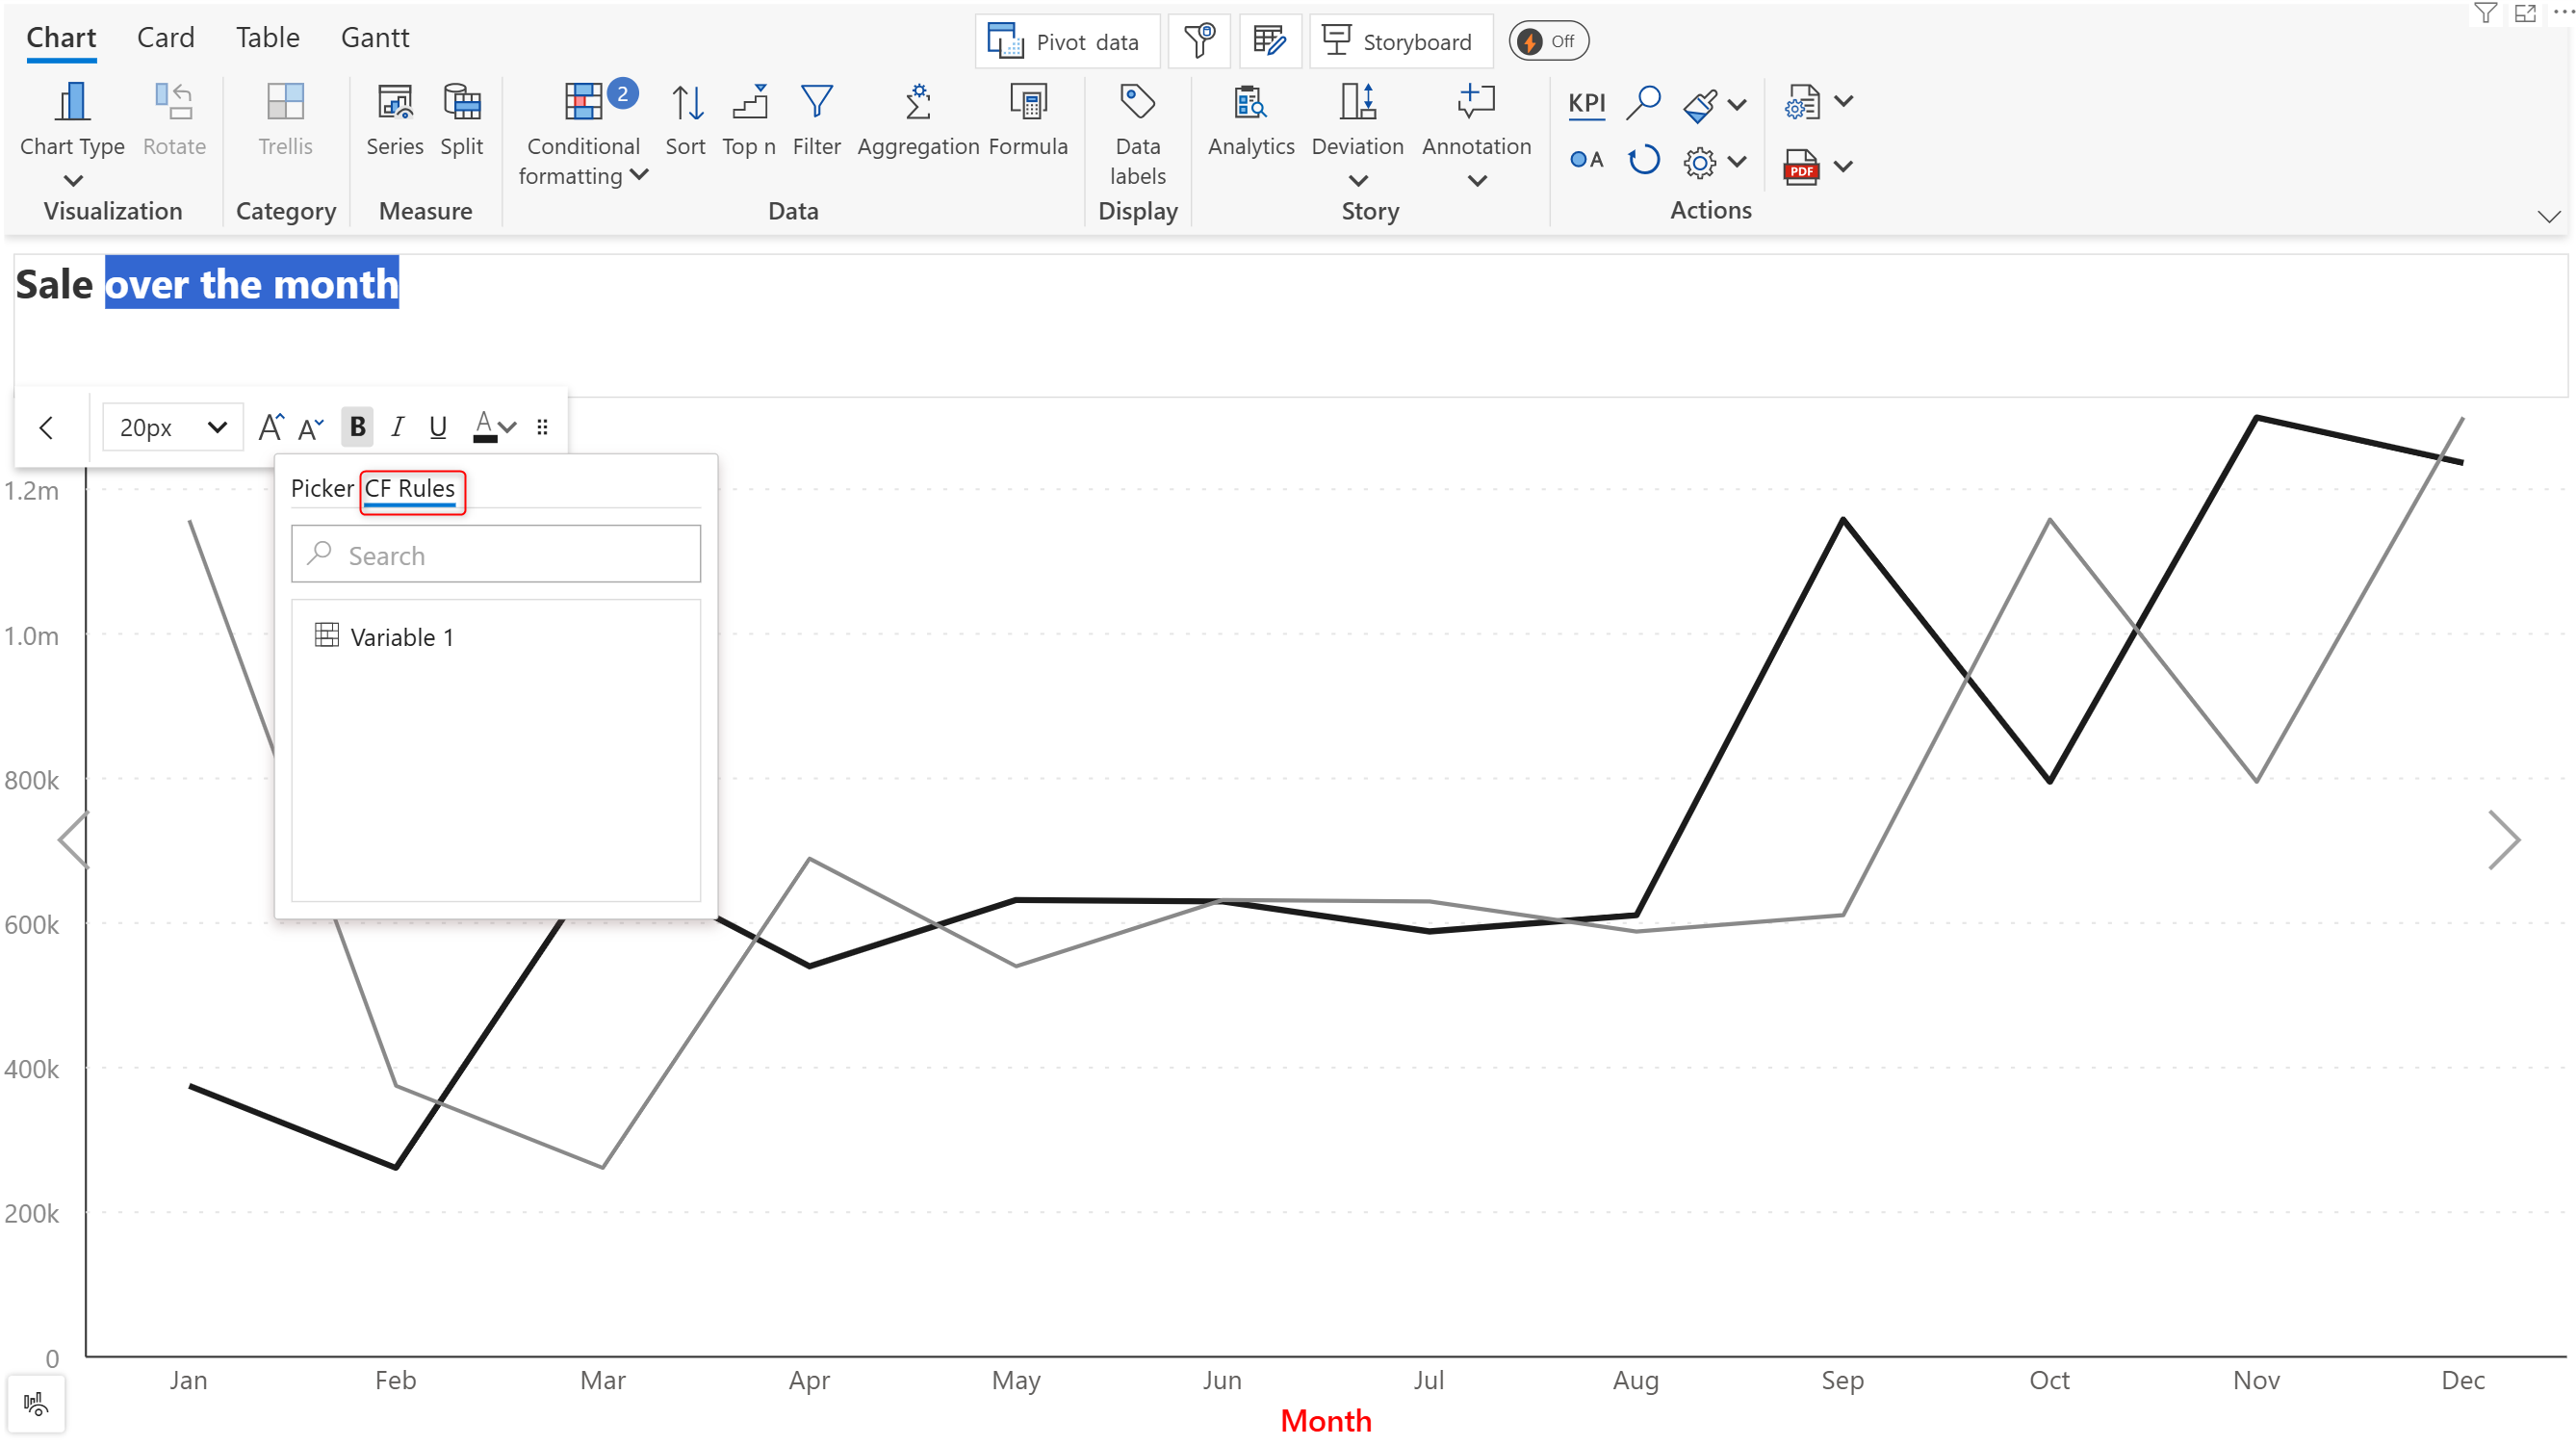 Chart Card Table Gantt
Pivot data Storyboard Off
Chart Type Rotate Trellis Series Split Conditional formatting 2 Sort Top n Filter Aggregation Formula Data labels Analytics Deviation Annotation KPI
A PDF
Visualization Category Measure Data Display Story Actions
Sale over the month
20px A A B I U A
Picker CF Rules
Search
Variable 1
1.2m
1.0m
800k
600k
400k
200k
0
Jan Feb Mar Apr May Jun Jul Aug Sep Oct Nov Dec
Month